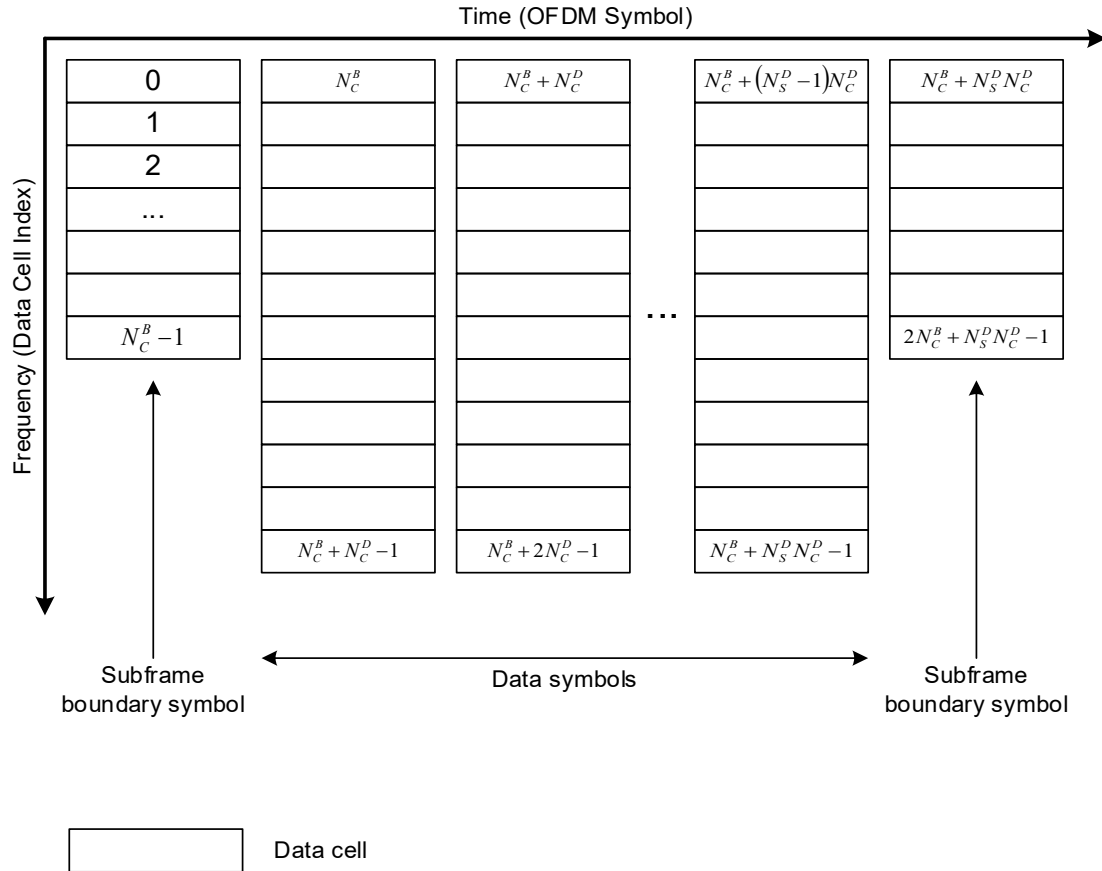 Time (OFDM Symbol)
Frequency (Data Cell Index)
0
1
2
...
$N_C^B - 1$
$N_C^B$
$N_C^B + N_C^D - 1$
$N_C^B + N_C^D$
$N_C^B + 2N_C^D - 1$
...
$N_C^B + (N_S^D - 1)N_C^D$
$N_C^B + N_S^D N_C^D - 1$
$N_C^B + N_S^D N_C^D$
$2N_C^B + N_S^D N_C^D - 1$
Subframe
boundary symbol
Data symbols
Subframe
boundary symbol
Data cell